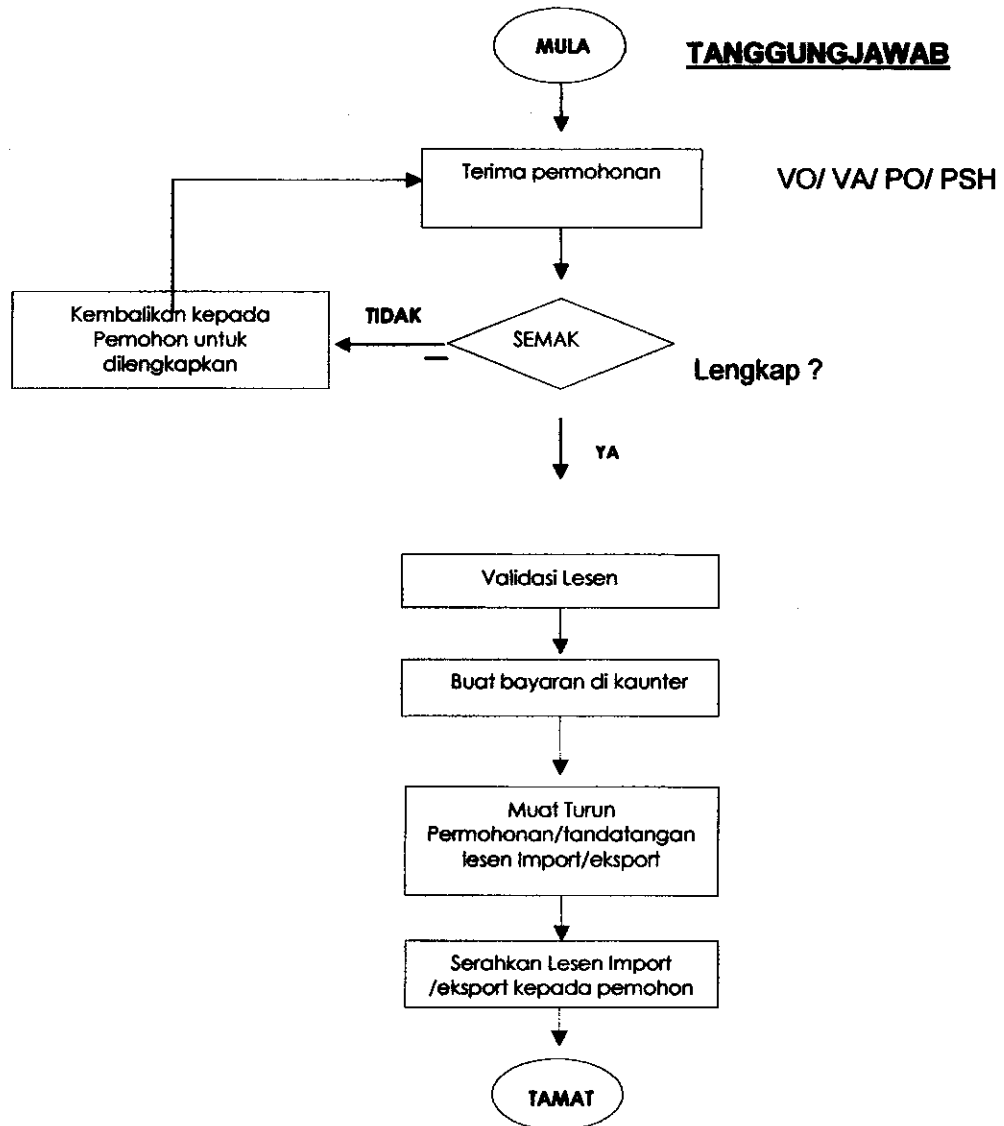 MULA
TANGGUNGJAWAB
Terima permohonan
VO/ VA/ PO/ PSH
Kembalikan kepada
Pemohon untuk
dilengkapkan
TIDAK
SEMAK
Lengkap ?
YA
Validasi Lesen
Buat bayaran di kaunter
Muat Turun
Permohonan/tandatangan
lesen Import/eksport
Serahkan Lesen Import
/eksport kepada pemohon
TAMAT